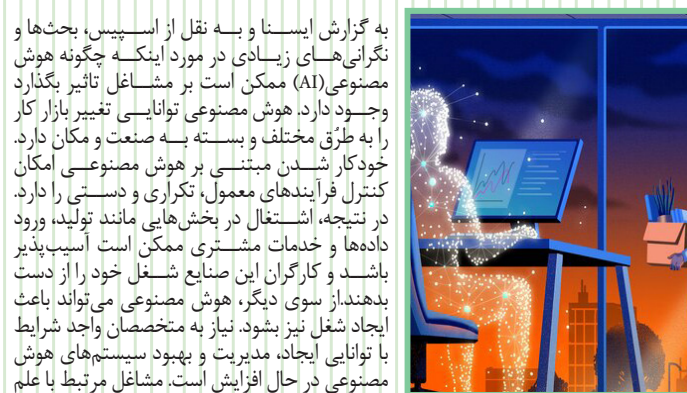 به گزارش ایسنا و به نقل از اسپیس، بحث‌ها و
نگرانی‌های زیادی در مورد اینکه چگونه هوش
مصنوعی(AI) ممکن است بر مشاغل تاثیر بگذارد
وجود دارد. هوش مصنوعی توانایی تغییر بازار کار
را به طرُق مختلف و بسته به صنعت و مکان دارد.
خودکار شدن مبتنی بر هوش مصنوعی امکان
کنترل فرآیندهای معمول، تکراری و دستی را دارد.
در نتیجه، اشتغال در بخش‌هایی مانند تولید، ورود
داده‌ها و خدمات مشتری ممکن است آسیب‌پذیر
باشد و کارگران این صنایع شغل خود را از دست
بدهند.از سوی دیگر، هوش مصنوعی می‌تواند باعث
ایجاد شغل نیز بشود. نیاز به متخصصان واجد شرایط
با توانایی ایجاد، مدیریت و بهبود سیستم‌های هوش
مصنوعی در حال افزایش است. مشاغل مرتبط با علم